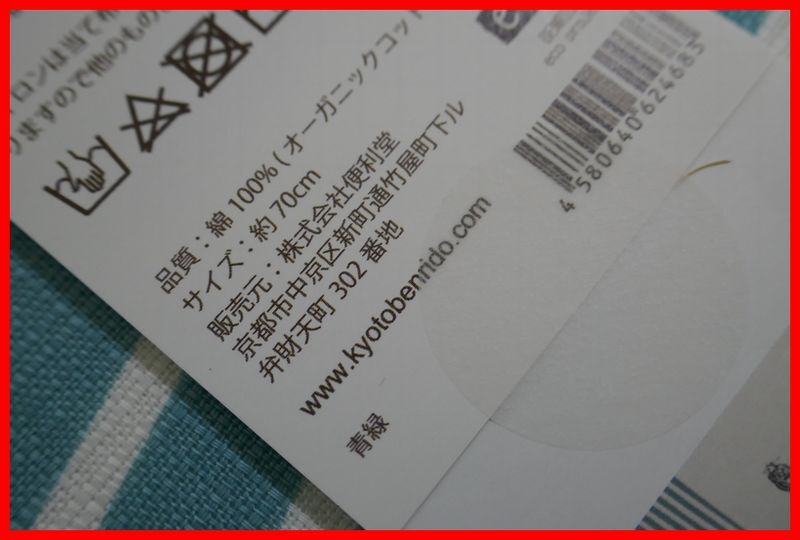 イロンは当て布
りますので他のもの
品質：綿 100% ( オーガニックコット
サイズ：約 70cm
販売元：株式会社便利堂
京都市中京区新町通竹屋町下ル
弁財天町 302 番地
www.kyotobenrido.com
青緑
4 580640 624683